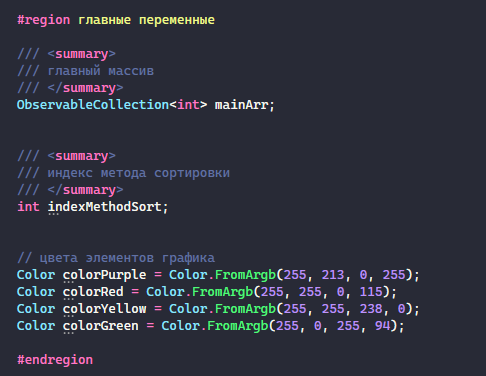 #region главные переменные
/// <summary>
/// главный массив
/// </summary>
ObservableCollection<int> mainArr;
/// <summary>
/// индекс метода сортировки
/// </summary>
int indexMethodSort;
// цвета элементов графика
Color colorPurple = Color.FromArgb(255, 213, 0, 255);
Color colorRed = Color.FromArgb(255, 255, 0, 115);
Color colorYellow = Color.FromArgb(255, 255, 238, 0);
Color colorGreen = Color.FromArgb(255, 0, 255, 94);
#endregion